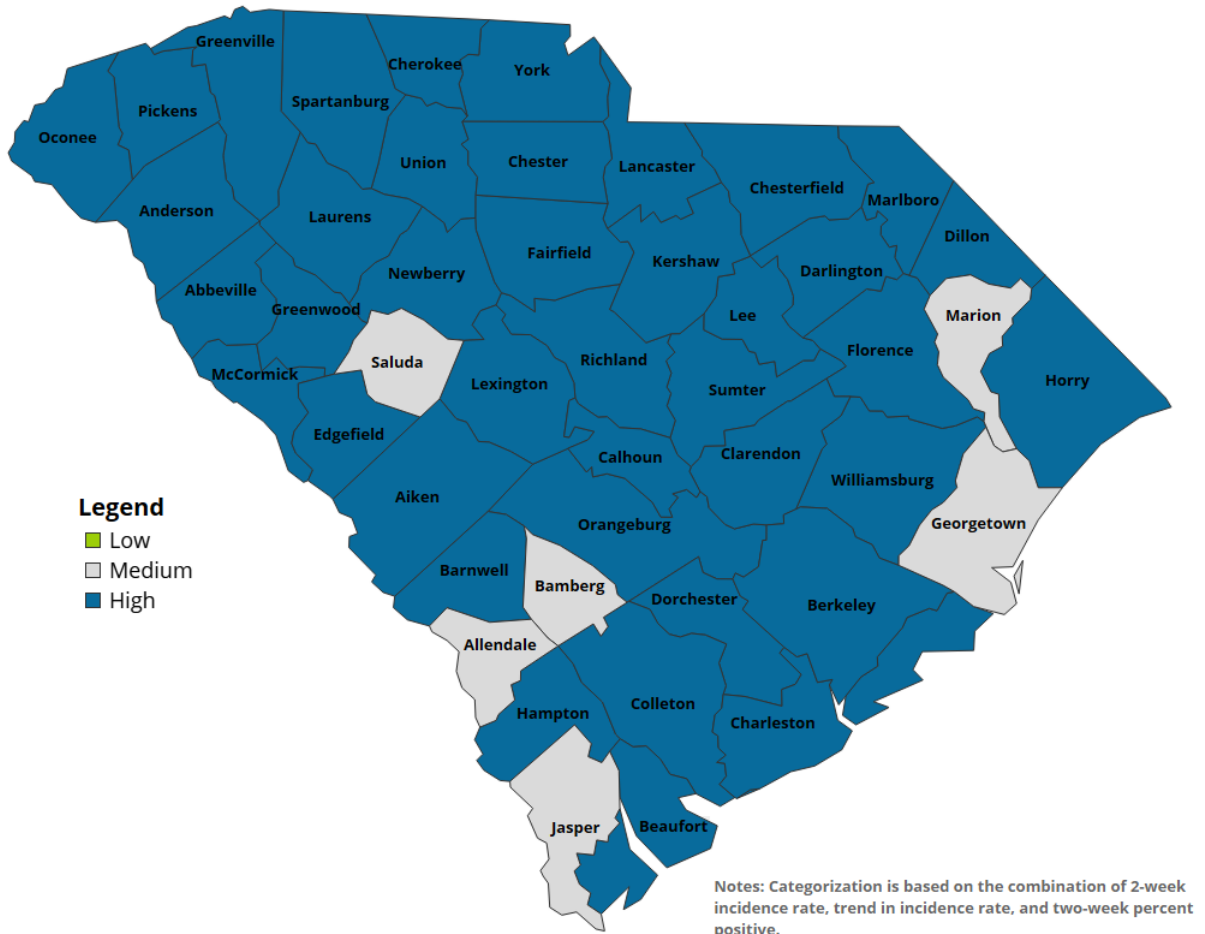 Greenville
Cherokee
York
Spartanburg
Pickens
Oconee
Union
Chester
Lancaster
Chesterfield
Marlboro
Anderson
Laurens
Dillon
Fairfield
Kershaw
Newberry
Darlington
Abbeville
Greenwood
Lee
Marion
Florence
Richland
Saluda
McCormick
Lexington
Sumter
Horry
Edgefield
Calhoun
Clarendon
Williamsburg
Aiken
Orangeburg
Georgetown
Legend
Low
Medium
High
Barnwell
Bamberg
Dorchester
Berkeley
Allendale
Colleton
Hampton
Charleston
Jasper
Beaufort
Notes: Categorization is based on the combination of 2-week
incidence rate, trend in incidence rate, and two-week percent
positive.